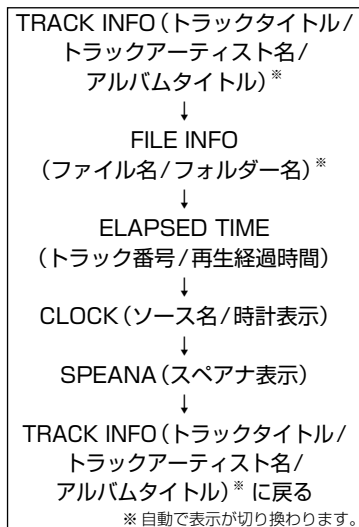 TRACK INFO(トラックタイトル/
トラックアーティスト名/
アルバムタイトル)※
↓
FILE INFO
(ファイル名/フォルダー名)※
↓
ELAPSED TIME
(トラック番号/再生経過時間)
↓
CLOCK(ソース名/時計表示)
↓
SPEANA(スペアナ表示)
↓
TRACK INFO(トラックタイトル/
トラックアーティスト名/
アルバムタイトル)※ に戻る
※ 自動で表示が切り換わります。